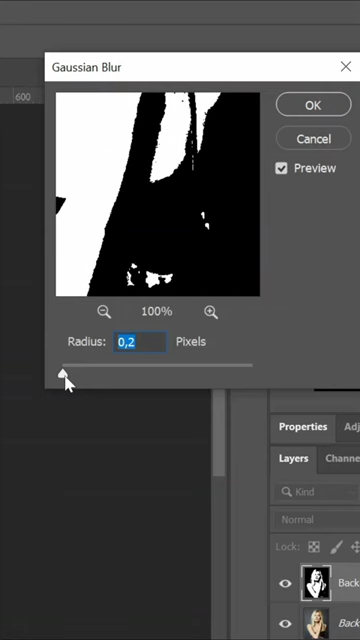 Gaussian Blur
600
OK
Cancel
Preview
100%
Radius: 0,2 Pixels
Properties Adj
Layers Channe
Kind
Normal
Lock:
Back
Back